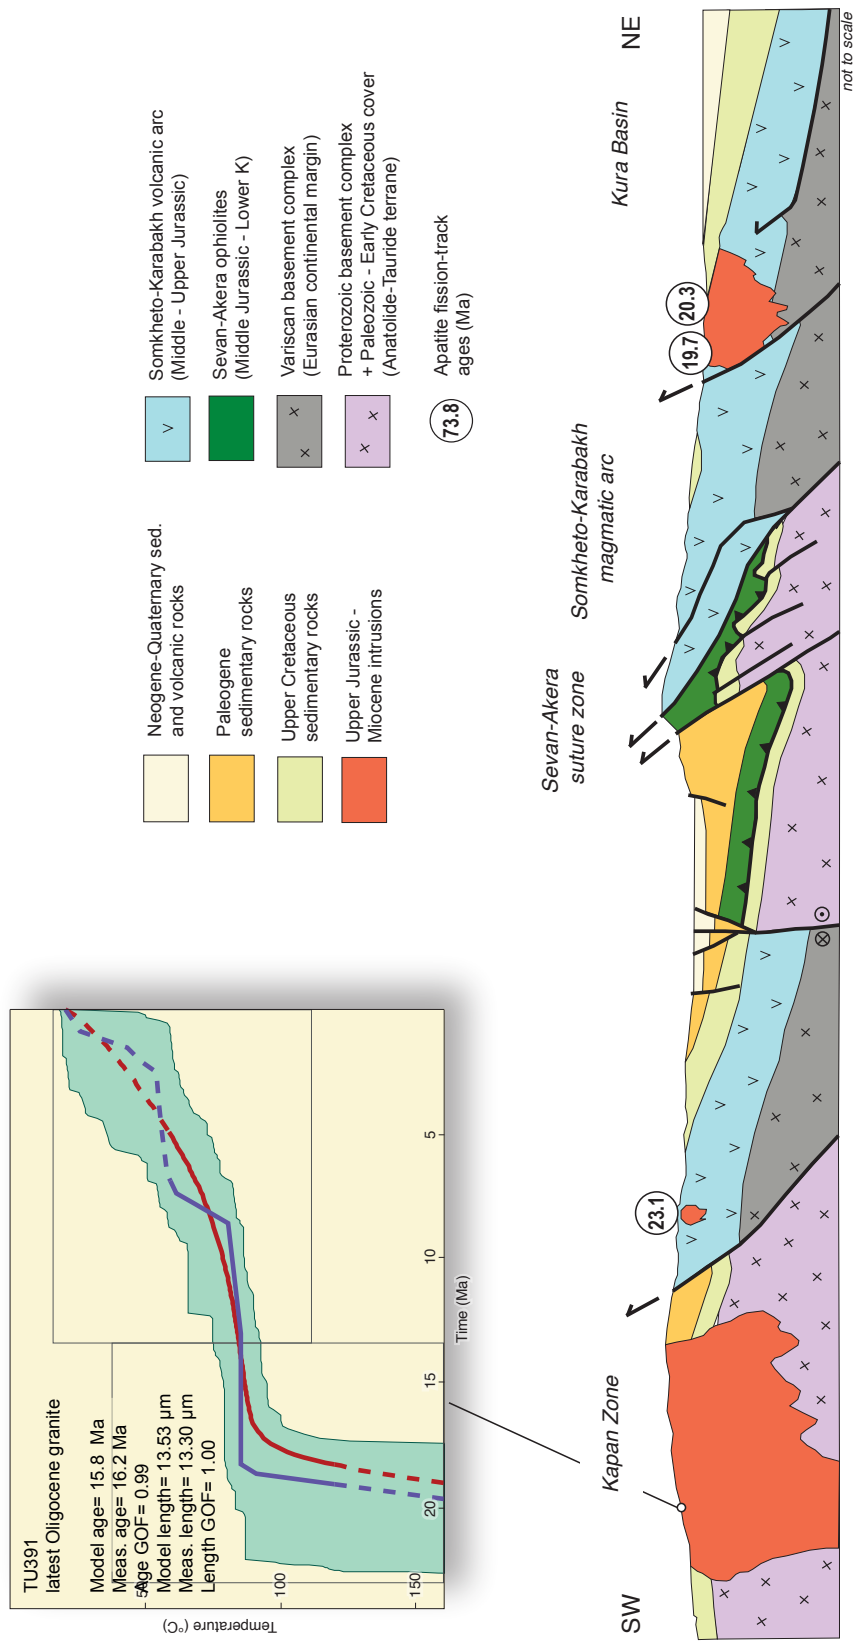 TU391
latest Oligocene granite
Model age= 15.8 Ma
Meas. age= 16.2 Ma
Age GOF= 0.99
Model length= 13.53 µm
Meas. length= 13.30 µm
Length GOF= 1.00
50
100
150
Temperature (°C)
20
15
10
5
Time (Ma)
Neogene-Quaternary sed.
and volcanic rocks
Paleogene
sedimentary rocks
Upper Cretaceous
sedimentary rocks
Upper Jurassic -
Miocene intrusions
Somkheto-Karabakh volcanic arc
(Middle - Upper Jurassic)
Sevan-Akera ophiolites
(Middle Jurassic - Lower K)
Variscan basement complex
(Eurasian continental margin)
Proterozoic basement complex
+ Paleozoic - Early Cretaceous cover
(Anatolide-Tauride terrane)
73.8
Apatite fission-track
ages (Ma)
SW
Kapan Zone
23.1
Sevan-Akera
suture zone
Somkheto-Karabakh
magmatic arc
19.7
20.3
Kura Basin
NE
not to scale